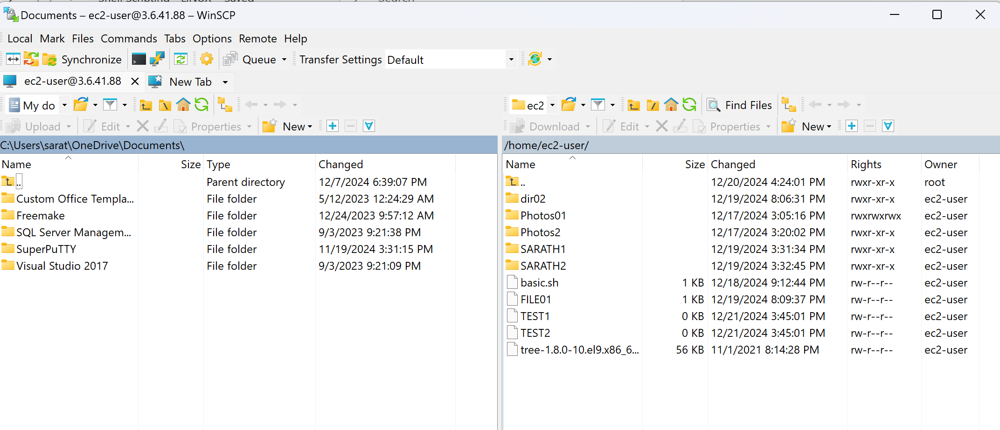 Documents – ec2-user@3.6.41.88 – WinSCP
Local Mark Files Commands Tabs Options Remote Help
Synchronize Queue Transfer Settings Default
ec2-user@3.6.41.88 New Tab
My do ec2 Find Files
Upload Edit Properties New Download Edit Properties New
C:\Users\sarat\OneDrive\Documents\
Name Size Type Changed
.. Parent directory 12/7/2024 6:39:07 PM
Custom Office Templa... File folder 5/12/2023 12:24:29 AM
Freemake File folder 12/24/2023 9:57:12 AM
SQL Server Managem... File folder 9/3/2023 9:21:38 PM
SuperPuTTY File folder 11/19/2024 3:31:15 PM
Visual Studio 2017 File folder 9/3/2023 9:21:09 PM
/home/ec2-user/
Name Size Changed Rights Owner
.. 12/20/2024 4:24:01 PM rwxr-xr-x root
dir02 12/19/2024 8:06:31 PM rwxr-xr-x ec2-user
Photos01 12/17/2024 3:05:16 PM rwxrwxrwx ec2-user
Photos2 12/17/2024 3:20:02 PM rwxr-xr-x ec2-user
SARATH1 12/19/2024 3:31:34 PM rwxr-xr-x ec2-user
SARATH2 12/19/2024 3:32:45 PM rwxr-xr-x ec2-user
basic.sh 1 KB 12/18/2024 9:12:44 PM rw-r--r-- ec2-user
FILE01 1 KB 12/19/2024 8:09:37 PM rw-r--r-- ec2-user
TEST1 0 KB 12/21/2024 3:45:01 PM rw-r--r-- ec2-user
TEST2 0 KB 12/21/2024 3:45:01 PM rw-r--r-- ec2-user
tree-1.8.0-10.el9.x86_6... 56 KB 11/1/2021 8:14:28 PM rw-r--r-- ec2-user